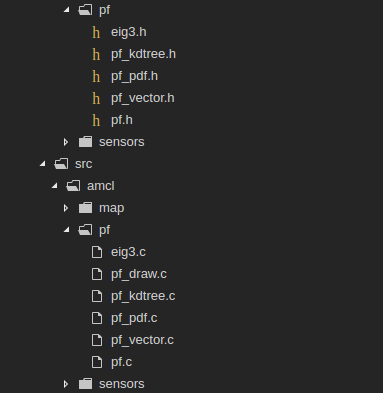 pf
h eig3.h
h pf_kdtree.h
h pf_pdf.h
h pf_vector.h
h pf.h
sensors
src
amcl
map
pf
eig3.c
pf_draw.c
pf_kdtree.c
pf_pdf.c
pf_vector.c
pf.c
sensors